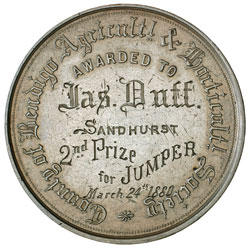 County of Bendigo Agricultl & Horticultl Society
AWARDED TO
Jas. Duff.
SANDHURST
2nd Prize
for JUMPER
March 24th 1880